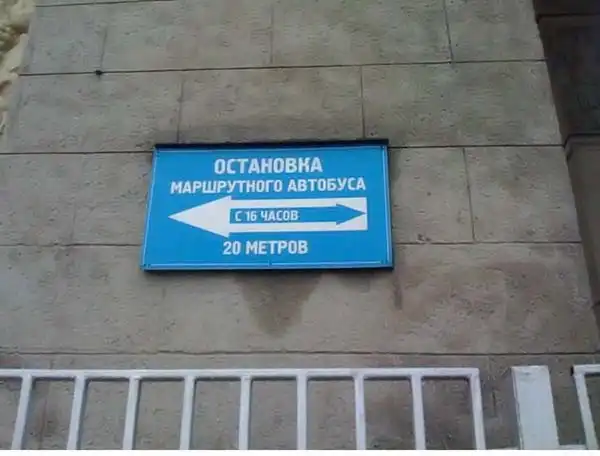 ОСТАНОВКА
МАРШРУТНОГО АВТОБУСА
С 16 ЧАСОВ
20 МЕТРОВ